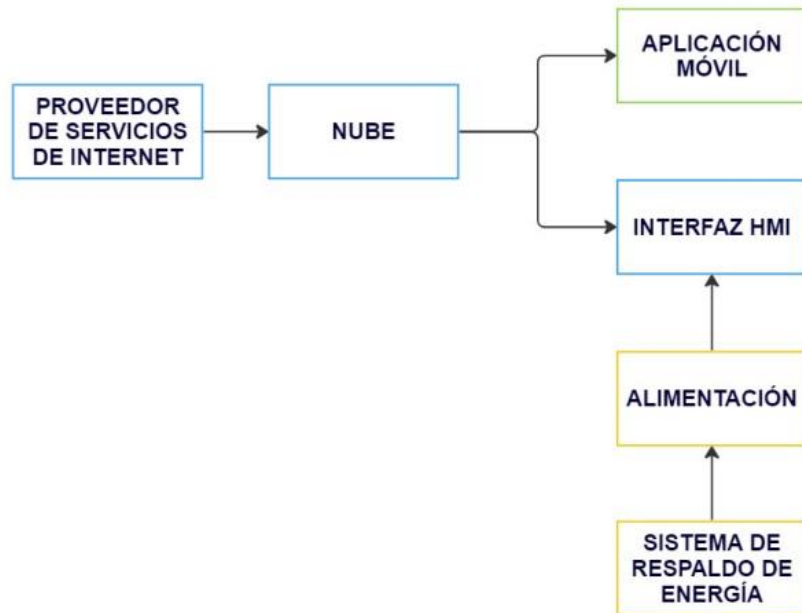 PROVEEDOR
DE SERVICIOS
DE INTERNET
NUBE
APLICACIÓN
MÓVIL
INTERFAZ HMI
ALIMENTACIÓN
SISTEMA DE
RESPALDO DE
ENERGÍA